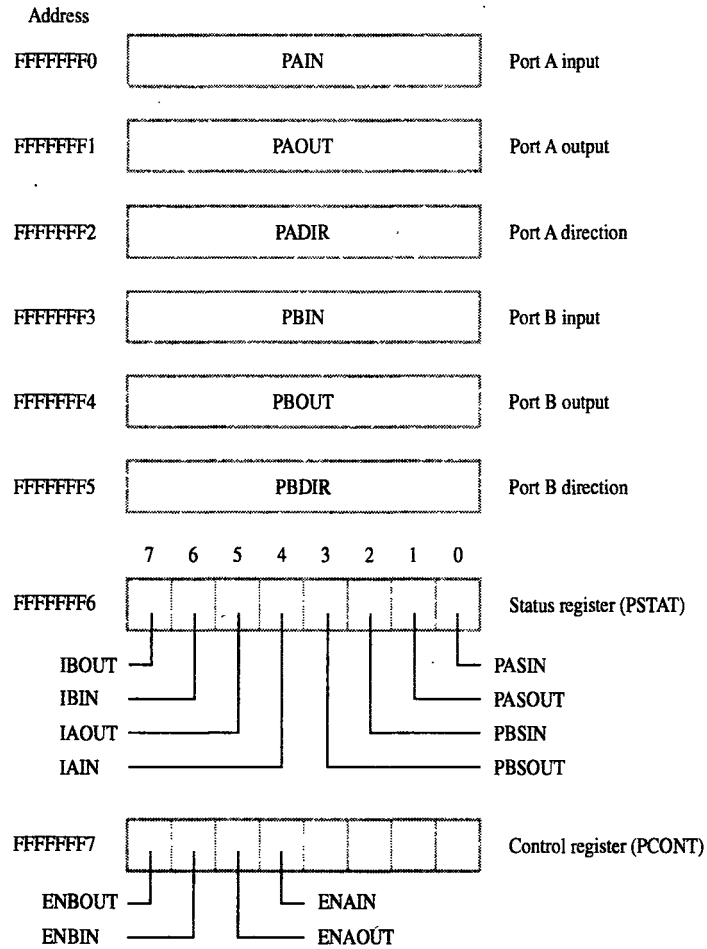 Address
FFFFFFF0 PAIN Port A input
FFFFFFF1 PAOUT Port A output
FFFFFFF2 PADIR Port A direction
FFFFFFF3 PBIN Port B input
FFFFFFF4 PBOUT Port B output
FFFFFFF5 PBDIR Port B direction
7 6 5 4 3 2 1 0
FFFFFFF6 Status register (PSTAT)
IBOUT PASIN
IBIN PASOUT
IAOUT PBSIN
IAIN PBSOUT
FFFFFFF7 Control register (PCONT)
ENBOUT ENAIN
ENBIN ENAOÚT